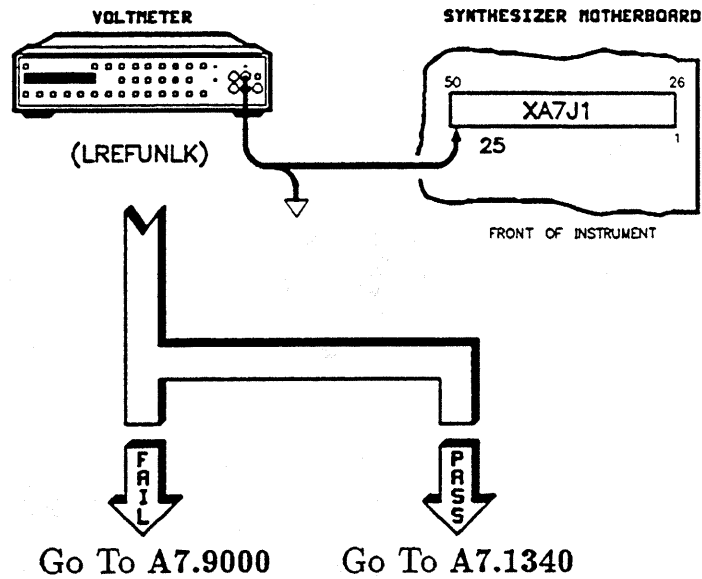 VOLTMETER
SYNTHESIZER MOTHERBOARD
50
26
XA7J1
(LREFUNLK)
25
1
FRONT OF INSTRUMENT
FAIL
PASS
Go To A7.9000
Go To A7.1340